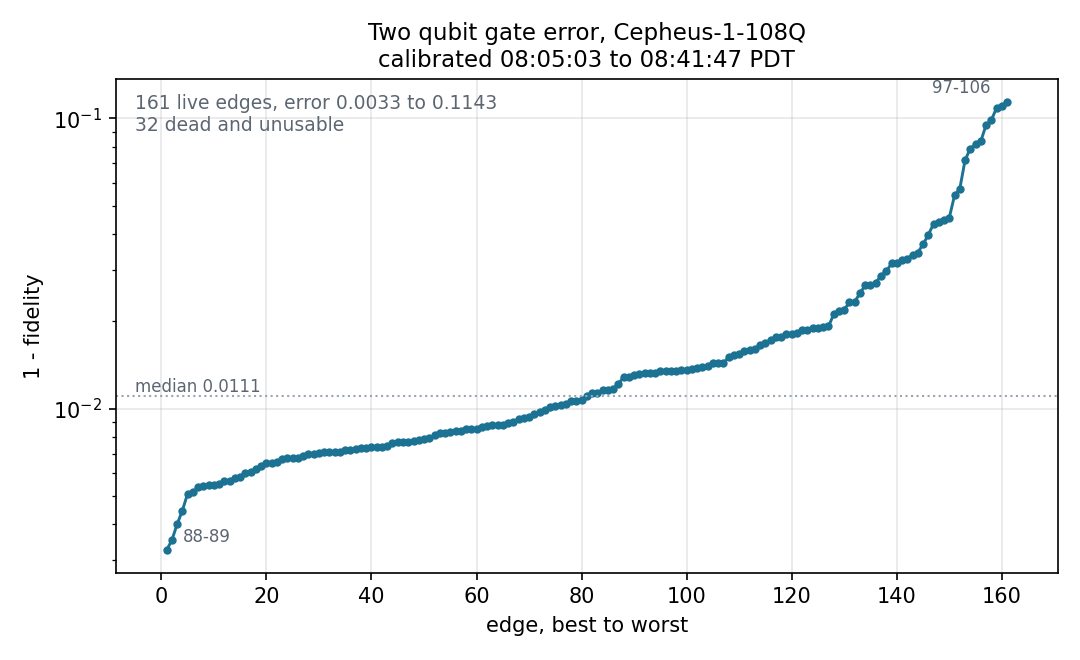 Two qubit gate error, Cepheus-1-108Q
calibrated 08:05:03 to 08:41:47 PDT
161 live edges, error 0.0033 to 0.1143
32 dead and unusable
97-106
10⁻¹
1 - fidelity
median 0.0111
10⁻²
88-89
0 20 40 60 80 100 120 140 160
edge, best to worst